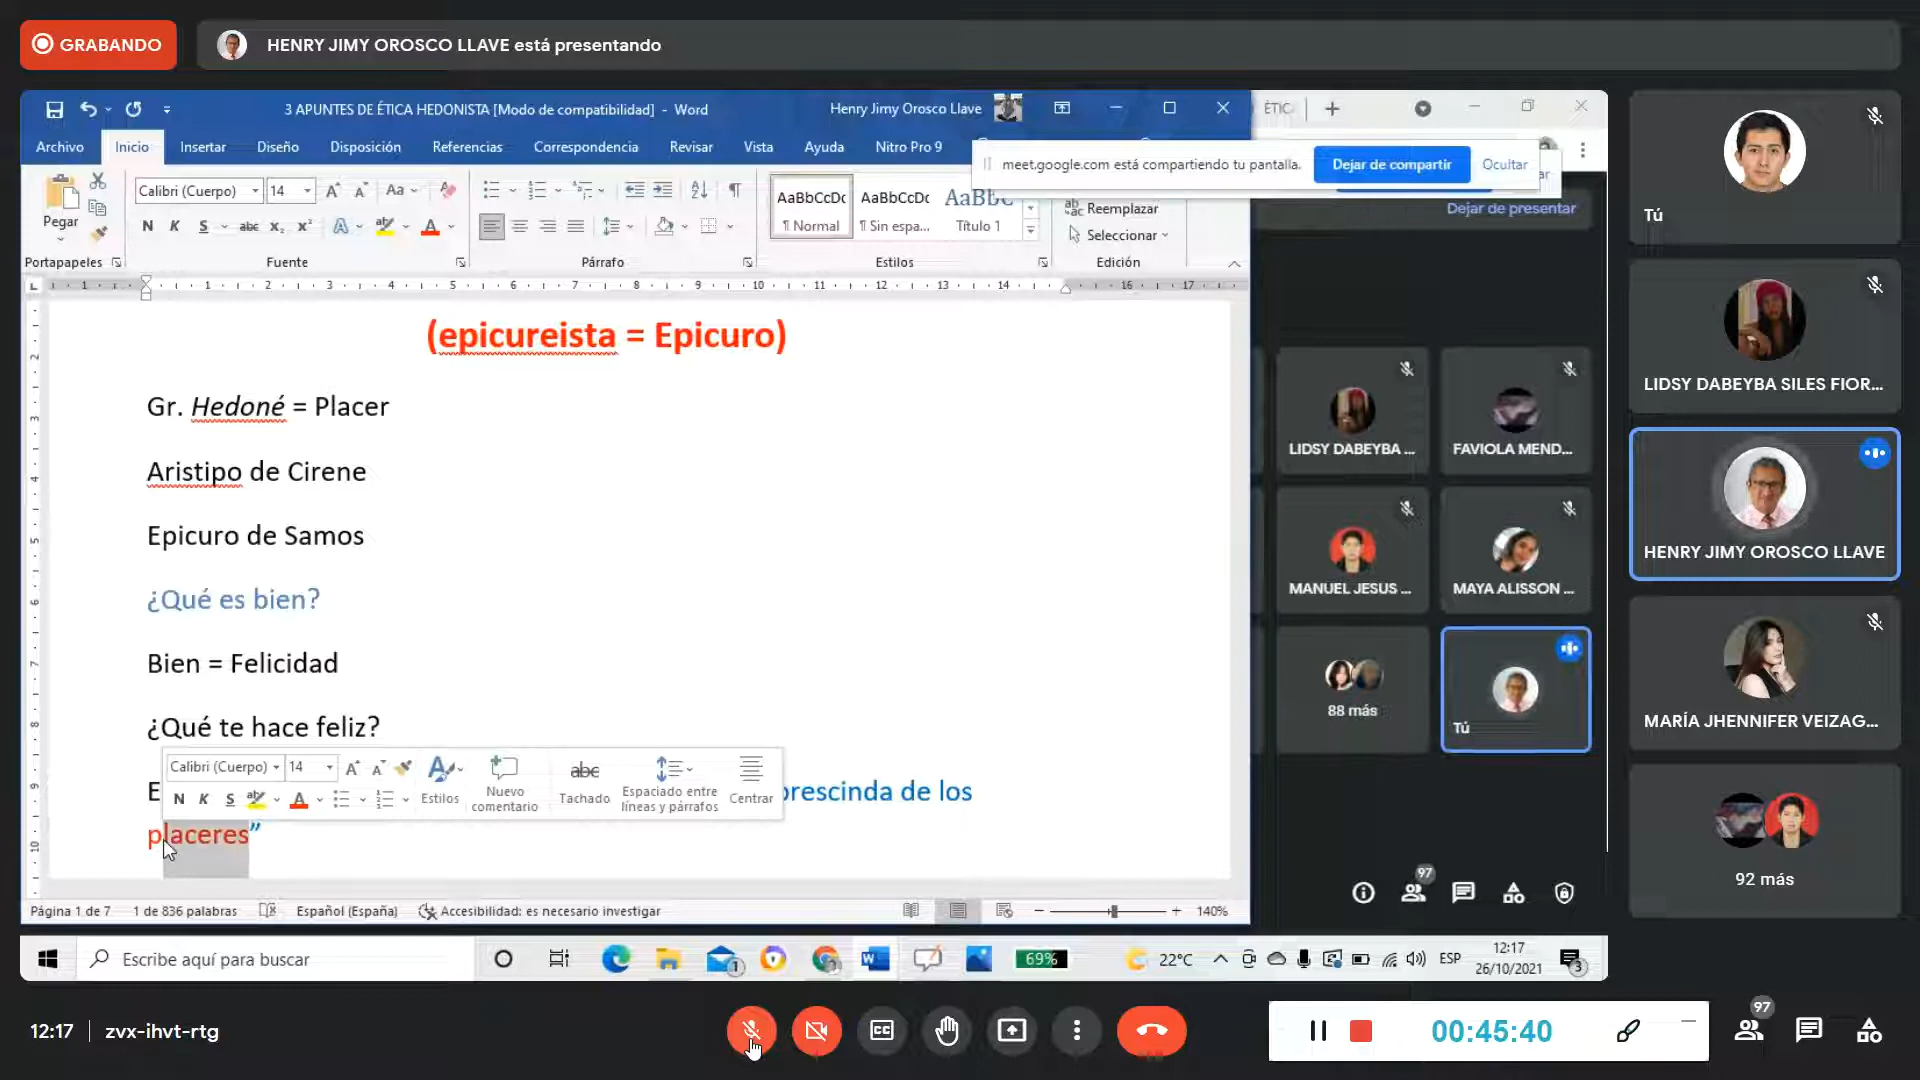 GRABANDO
HENRY JIMY OROSCO LLAVE está presentando
3 APUNTES DE ÉTICA HEDONISTA [Modo de compatibilidad] - Word
Henry Jimy Orosco Llave
ÉTIC
Archivo Inicio Insertar Diseño Disposición Referencias Correspondencia Revisar Vista Ayuda Nitro Pro 9
meet.google.com está compartiendo tu pantalla. Dejar de compartir Ocultar
Dejar de presentar
Pegar
Calibri (Cuerpo) 14
AaBbCcDc AaBbCcDc AaBbC
¶ Normal ¶ Sin espa... Título 1
Reemplazar
Seleccionar
Portapapeles Fuente Párrafo Estilos Edición
(epicureista = Epicuro)
Gr. Hedoné = Placer
Aristipo de Cirene
Epicuro de Samos
¿Qué es bien?
Bien = Felicidad
¿Qué te hace feliz?
Calibri (Cuerpo) 14
N K S
Estilos
Nuevo comentario
Tachado
Espaciado entre líneas y párrafos
Centrar
E prescinda de los
placeres”
Página 1 de 7 1 de 836 palabras Español (España) Accesibilidad: es necesario investigar 140%
Escribe aquí para buscar
69%
22°C
ESP
12:17
26/10/2021
3
LIDSY DABEYBA ...
FAVIOLA MEND...
MANUEL JESUS ...
MAYA ALISSON ...
88 más
Tú
97
Tú
LIDSY DABEYBA SILES FIOR...
HENRY JIMY OROSCO LLAVE
MARÍA JHENNIFER VEIZAG...
92 más
12:17 | zvx-ihvt-rtg
00:45:40
97